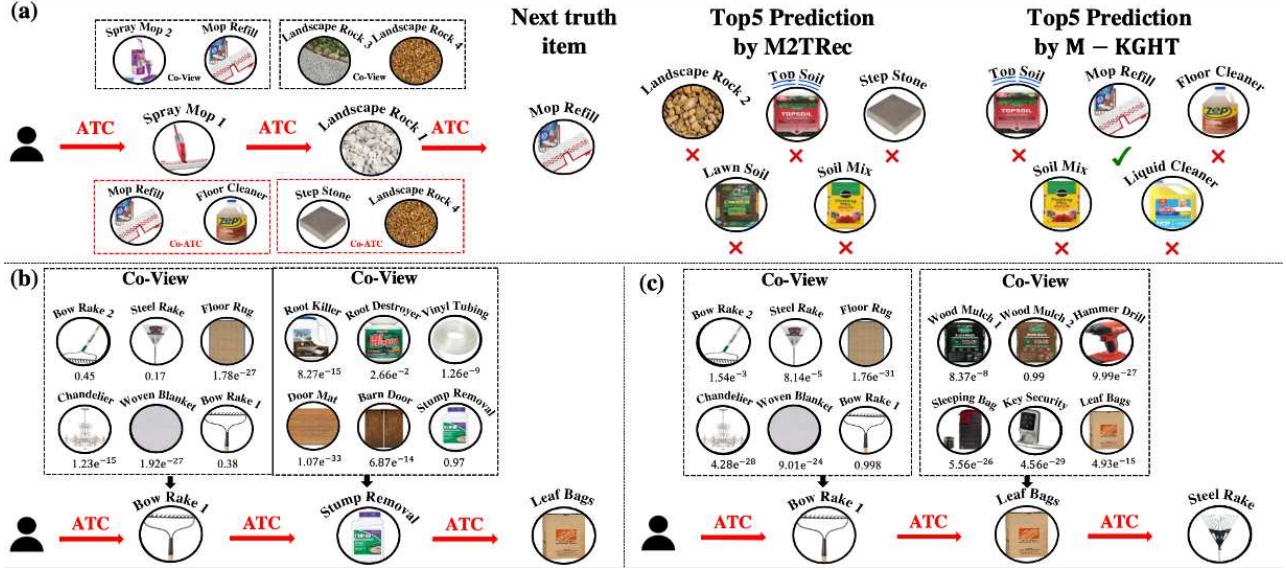 (a)
Spray Mop 2
Mop Refill
Co-View
Landscape Rock 3
Landscape Rock 4
Co-View
Next truth
item
Top5 Prediction
by M2TRec
Top5 Prediction
by M − KGHT
ATC
Spray Mop 1
ATC
Landscape Rock 1
ATC
Mop Refill
Landscape Rock 2
Top Soil
TOPSOIL
Step Stone
Top Soil
TOPSOIL
Mop Refill
Floor Cleaner
ZEP
Mop Refill
Floor Cleaner
ZEP
Co-ATC
Step Stone
Landscape Rock 4
Co-ATC
Lawn Soil
Soil Mix
Soil Mix
Liquid Cleaner
(b)
Co-View
Co-View
Bow Rake 2
Steel Rake
Floor Rug
Root Killer
Root Destroyer
Vinyl Tubing
0.45
0.17
1.78e⁻²⁷
8.27e⁻¹⁵
2.66e⁻²
1.26e⁻⁹
Chandelier
Woven Blanket
Bow Rake 1
Door Mat
Barn Door
Stump Removal
1.23e⁻¹⁵
1.92e⁻²⁷
0.38
1.07e⁻³³
6.87e⁻¹⁴
0.97
ATC
Bow Rake 1
ATC
Stump Removal
ATC
Leaf Bags
(c)
Co-View
Co-View
Bow Rake 2
Steel Rake
Floor Rug
Wood Mulch 1
Wood Mulch 2
Hammer Drill
1.54e⁻³
8.14e⁻⁵
1.76e⁻³¹
8.37e⁻⁸
0.99
9.99e⁻²⁷
Chandelier
Woven Blanket
Bow Rake 1
Sleeping Bag
Key Security
Leaf Bags
4.28e⁻²⁸
9.01e⁻²⁴
0.998
5.56e⁻²⁶
4.56e⁻²⁹
4.93e⁻¹⁵
ATC
Bow Rake 1
ATC
Leaf Bags
ATC
Steel Rake